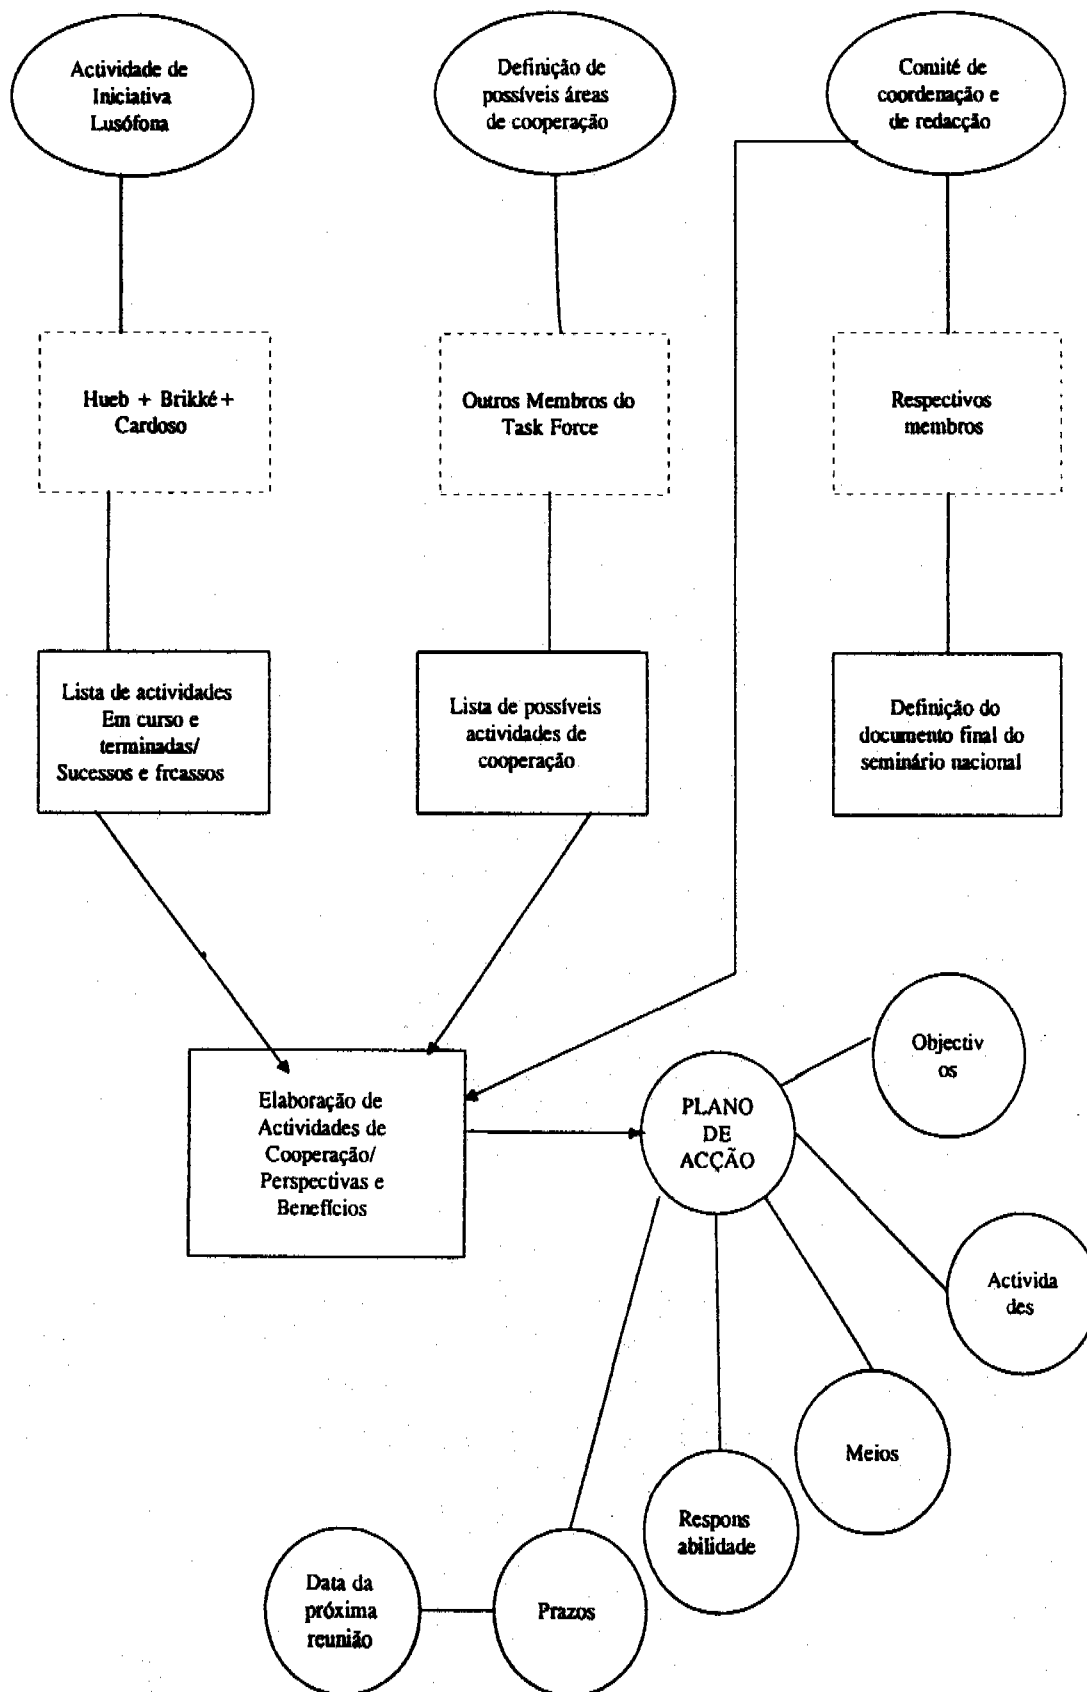 Actividade de
Iniciativa
Lusófona
Definição de
possíveis áreas
de cooperação
Comité de
coordenação e
de redacção
Hueb + Brikké +
Cardoso
Outros Membros do
Task Force
Respectivos
membros
Lista de actividades
Em curso e
terminadas/
Sucessos e frcassos
Lista de possíveis
actividades de
cooperação
Definição do
documento final do
seminário nacional
Elaboração de
Actividades de
Cooperação/
Perspectivas e
Benefícios
PLANO
DE
ACÇÃO
Objectiv
os
Activida
des
Meios
Respons
abilidade
Prazos
Data da
próxima
reunião